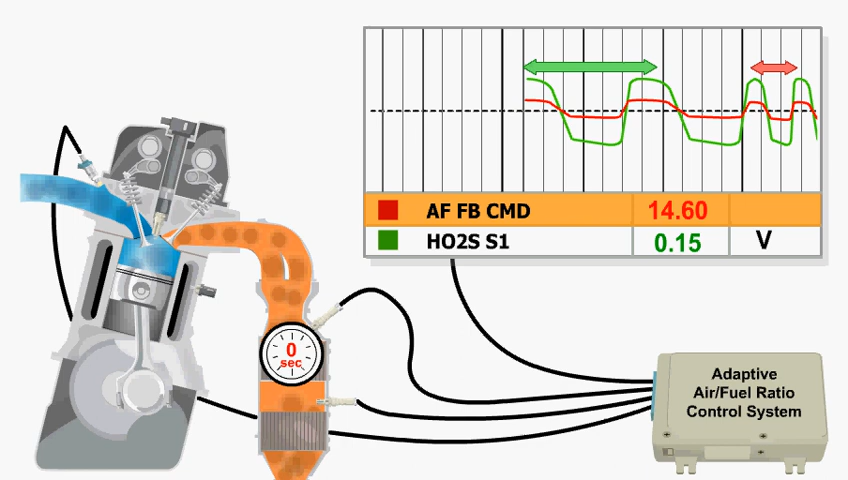 AF FB CMD 14.60
HO2S S1 0.15 V
0
sec
Adaptive
Air/Fuel Ratio
Control System